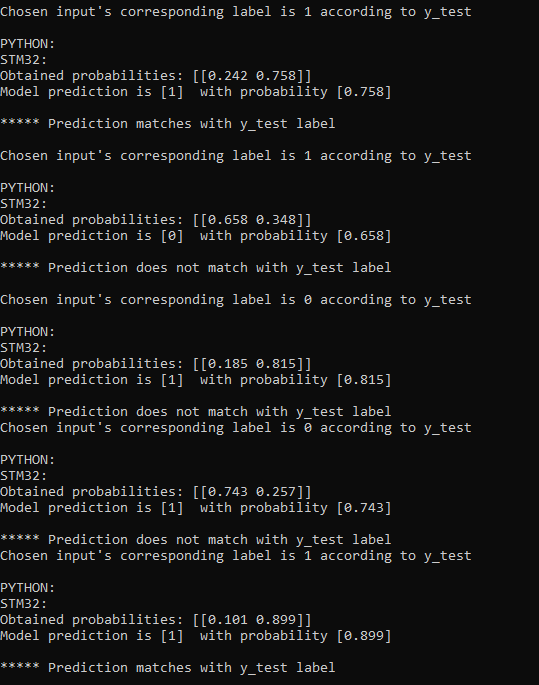 Chosen input's corresponding label is 1 according to y_test
PYTHON:
STM32:
Obtained probabilities: [[0.242 0.758]]
Model prediction is [1]  with probability [0.758]
***** Prediction matches with y_test label
Chosen input's corresponding label is 1 according to y_test
PYTHON:
STM32:
Obtained probabilities: [[0.658 0.348]]
Model prediction is [0]  with probability [0.658]
***** Prediction does not match with y_test label
Chosen input's corresponding label is 0 according to y_test
PYTHON:
STM32:
Obtained probabilities: [[0.185 0.815]]
Model prediction is [1]  with probability [0.815]
***** Prediction does not match with y_test label
Chosen input's corresponding label is 0 according to y_test
PYTHON:
STM32:
Obtained probabilities: [[0.743 0.257]]
Model prediction is [1]  with probability [0.743]
***** Prediction does not match with y_test label
Chosen input's corresponding label is 1 according to y_test
PYTHON:
STM32:
Obtained probabilities: [[0.101 0.899]]
Model prediction is [1]  with probability [0.899]
***** Prediction matches with y_test label